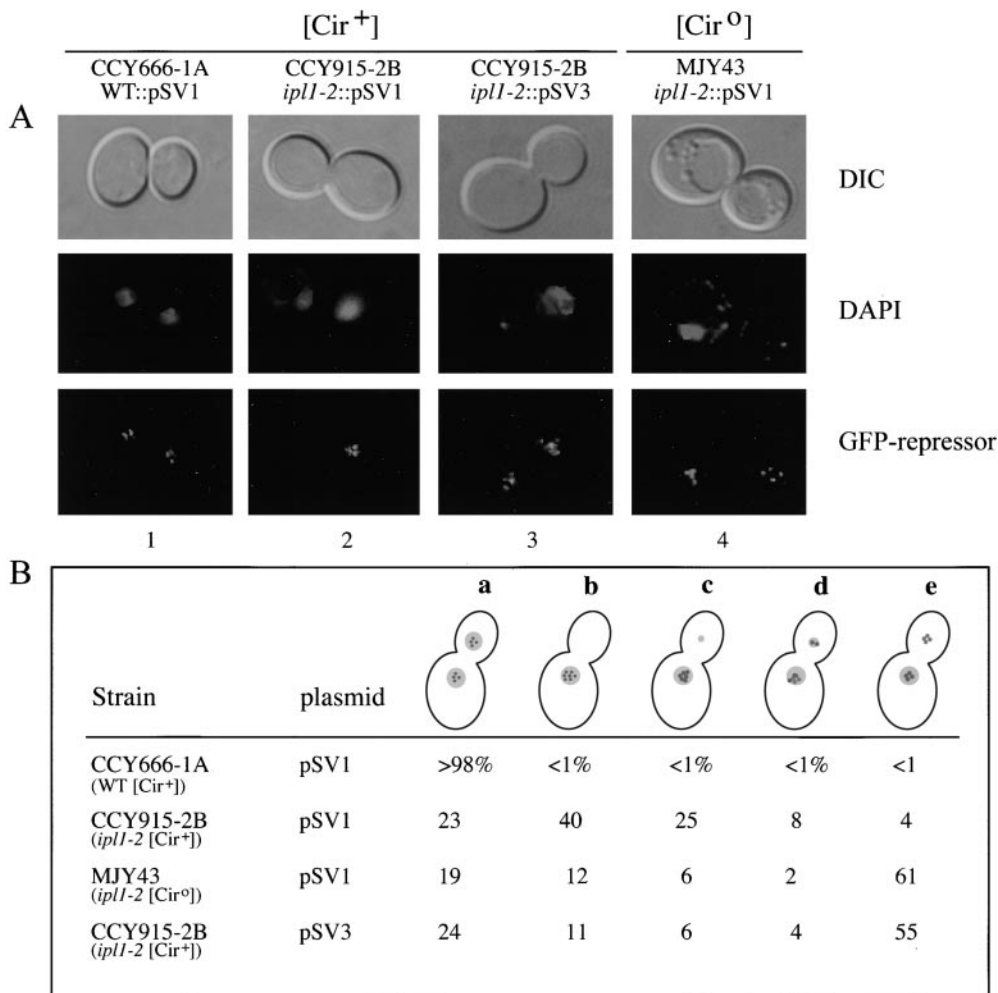 [Cir+] [Cir o]
CCY666-1A CCY915-2B CCY915-2B MJY43
WT::pSV1 ipl1-2::pSV1 ipl1-2::pSV3 ipl1-2::pSV1
A
DIC
DAPI
GFP-repressor
1 2 3 4
B
a b c d e
Strain plasmid
CCY666-1A pSV1 >98% <1% <1% <1% <1
(WT [Cir+])
CCY915-2B pSV1 23 40 25 8 4
(ipl1-2 [Cir+])
MJY43 pSV1 19 12 6 2 61
(ipl1-2 [Cir o])
CCY915-2B pSV3 24 11 6 4 55
(ipl1-2 [Cir+])